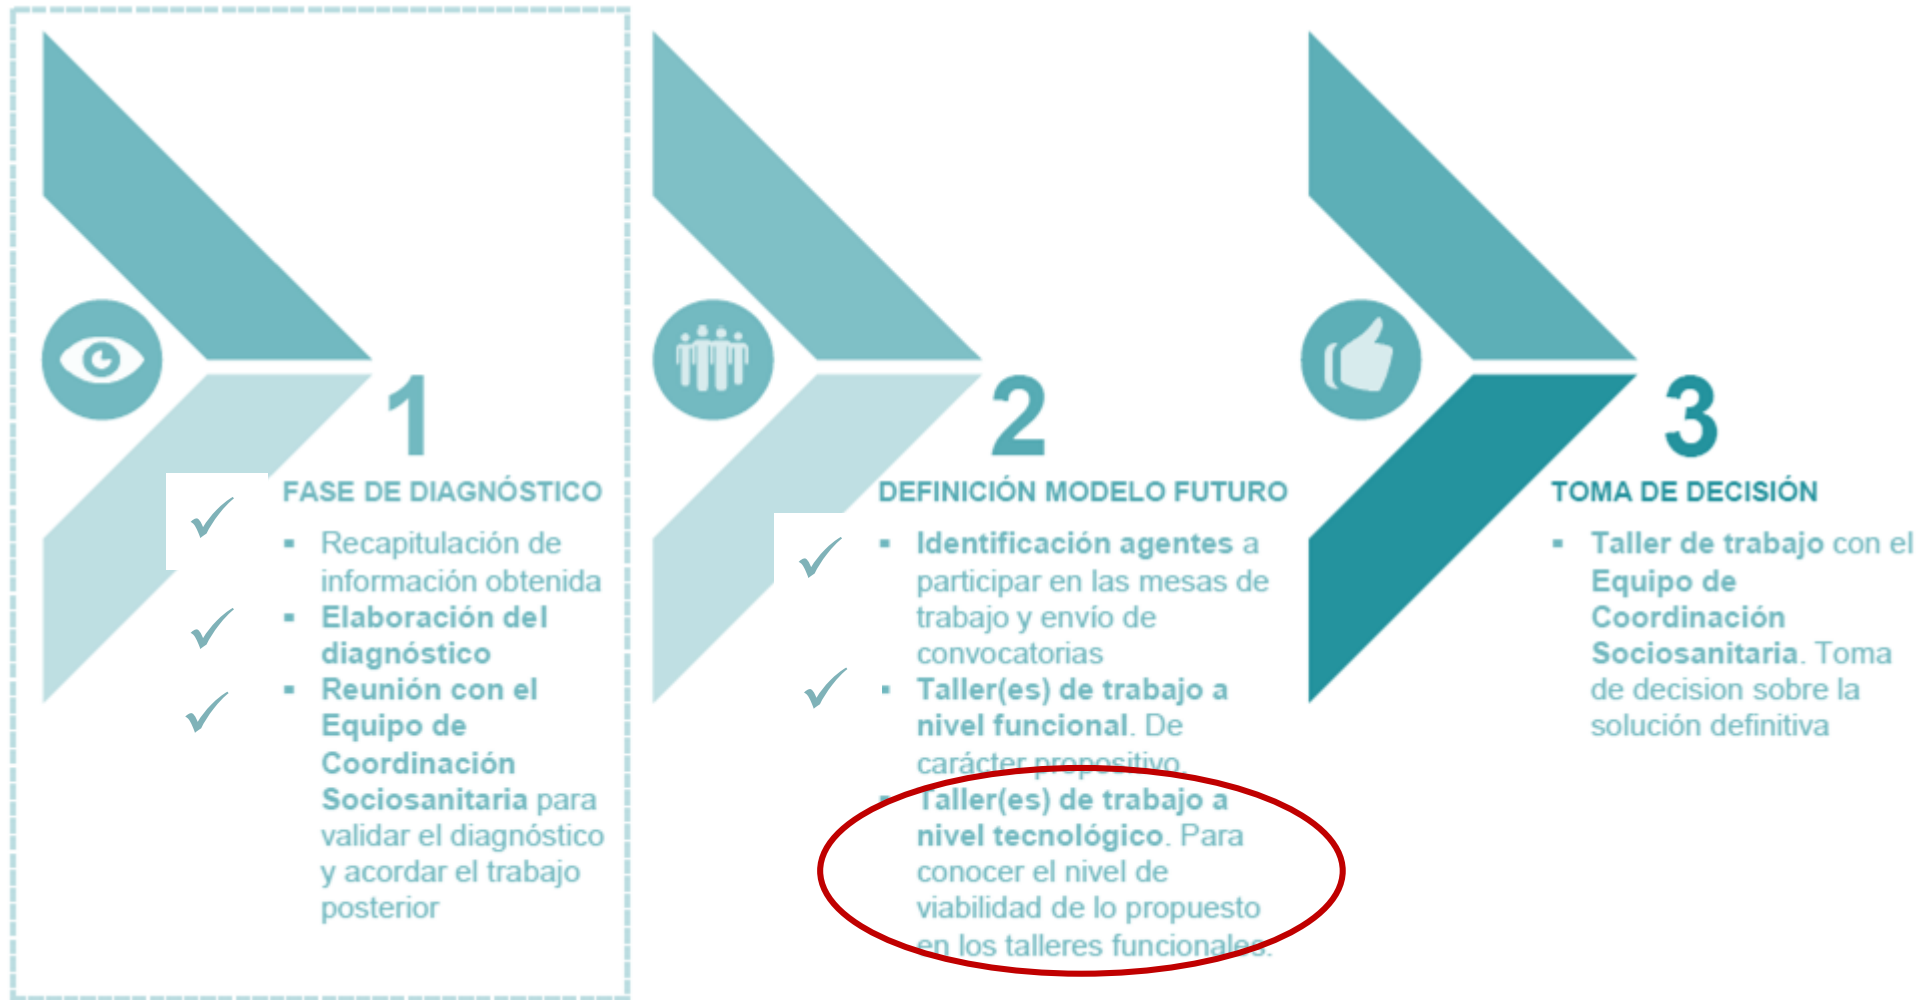 1
FASE DE DIAGNÓSTICO
▪ Recapitulación de
información obtenida
▪ Elaboración del
diagnóstico
▪ Reunión con el
Equipo de
Coordinación
Sociosanitaria para
validar el diagnóstico
y acordar el trabajo
posterior
2
DEFINICIÓN MODELO FUTURO
▪ Identificación agentes a
participar en las mesas de
trabajo y envío de
convocatorias
▪ Taller(es) de trabajo a
nivel funcional. De
carácter propositivo.
▪ Taller(es) de trabajo a
nivel tecnológico. Para
conocer el nivel de
viabilidad de lo propuesto
en los talleres funcionales.
3
TOMA DE DECISIÓN
▪ Taller de trabajo con el
Equipo de
Coordinación
Sociosanitaria. Toma
de decision sobre la
solución definitiva